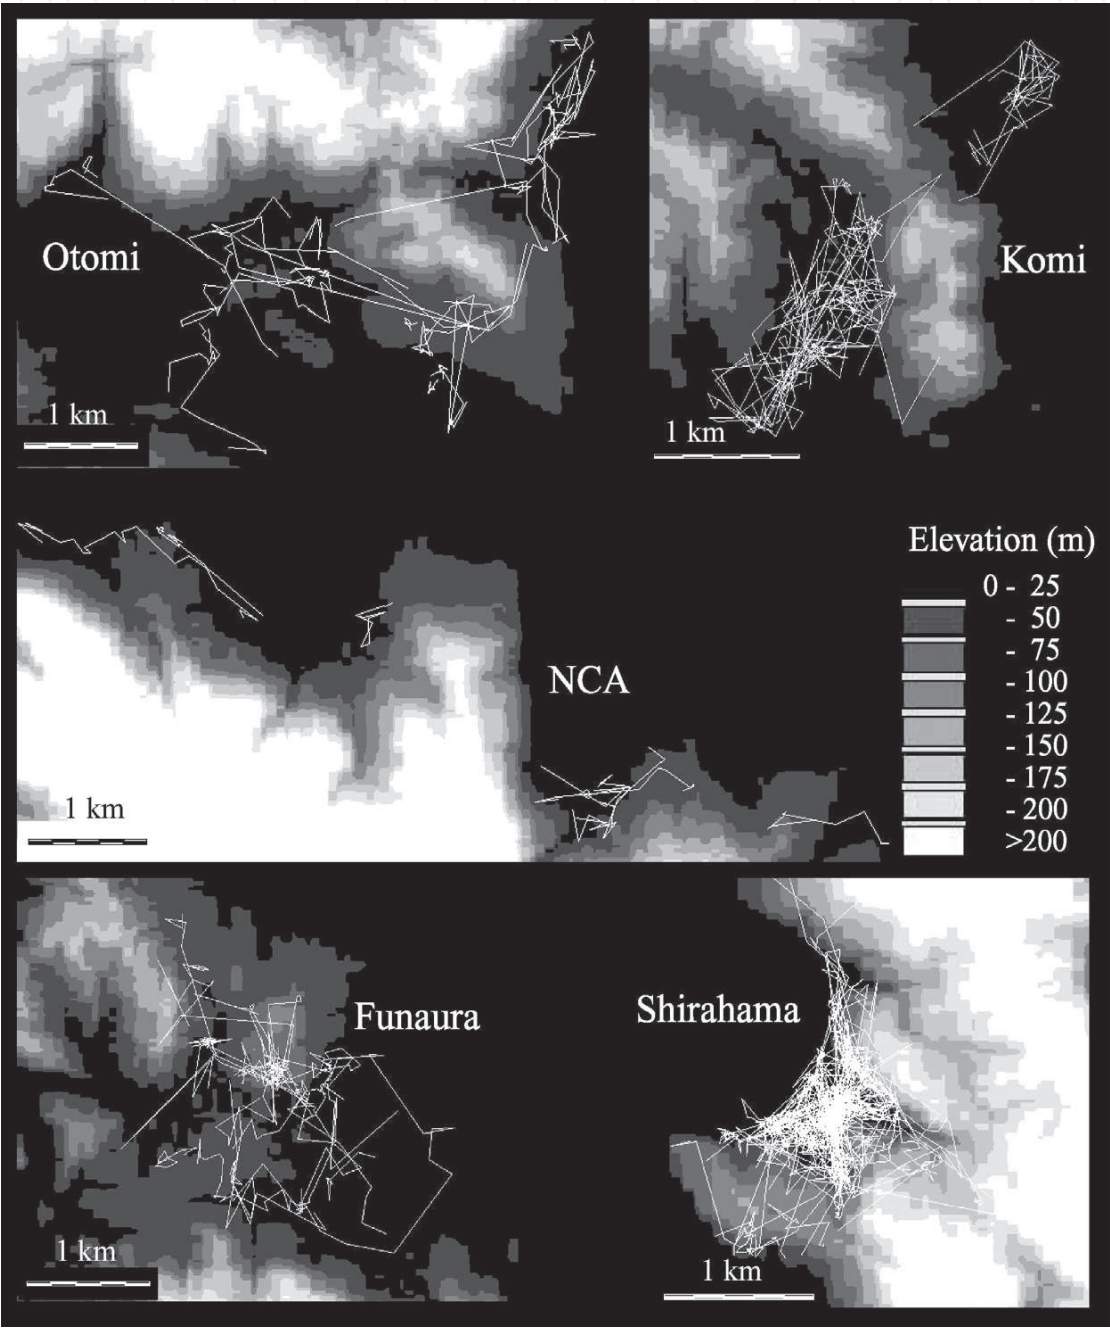 Otomi
Komi
1 km
1 km
Elevation (m)
0 - 25
- 50
- 75
- 100
- 125
- 150
- 175
- 200
>200
NCA
1 km
Funaura
Shirahama
1 km
1 km